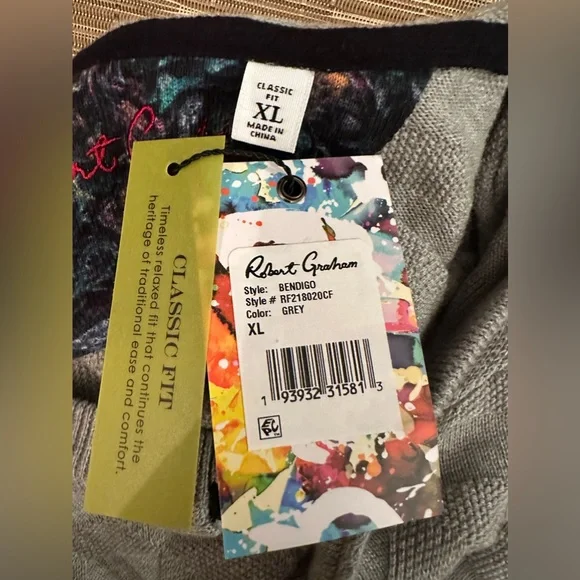 CLASSIC
FIT
XL
MADE IN
CHINA
CLASSIC FIT
Timeless relaxed fit that continues the
heritage of traditional ease and comfort.
Robert Graham
Style: BENDIGO
Style # RF218020CF
Color: GREY
XL
1 93932 31581 3